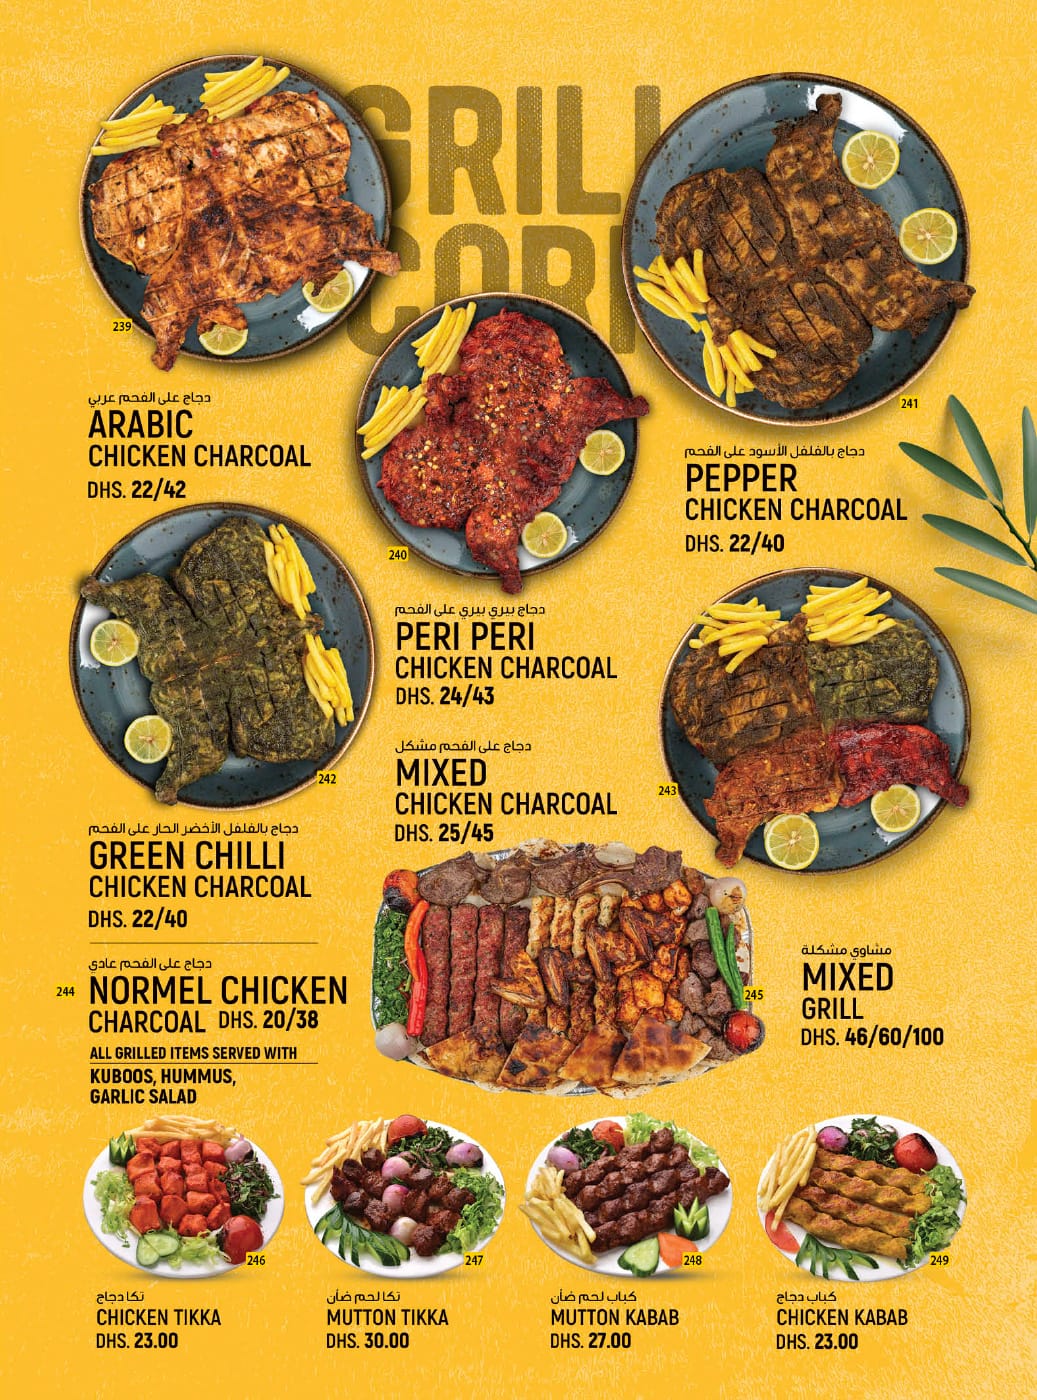 GRILL
CORN
239
دجاج على الفحم عربي
ARABIC
CHICKEN CHARCOAL
DHS. 22/42
240
دجاج بيري بيري على الفحم
PERI PERI
CHICKEN CHARCOAL
DHS. 24/43
241
دجاج بالفلفل الأسود على الفحم
PEPPER
CHICKEN CHARCOAL
DHS. 22/40
242
دجاج بالفلفل الأخضر الحار على الفحم
GREEN CHILLI
CHICKEN CHARCOAL
DHS. 22/40
243
دجاج على الفحم مشكل
MIXED
CHICKEN CHARCOAL
DHS. 25/45
244
دجاج على الفحم عادي
NORMEL CHICKEN
CHARCOAL DHS. 20/38
ALL GRILLED ITEMS SERVED WITH
KUBOOS, HUMMUS,
GARLIC SALAD
245
مشاوي مشكلة
MIXED
GRILL
DHS. 46/60/100
246
تكا دجاج
CHICKEN TIKKA
DHS. 23.00
247
تكا لحم ضأن
MUTTON TIKKA
DHS. 30.00
248
كباب لحم ضأن
MUTTON KABAB
DHS. 27.00
249
كباب دجاج
CHICKEN KABAB
DHS. 23.00